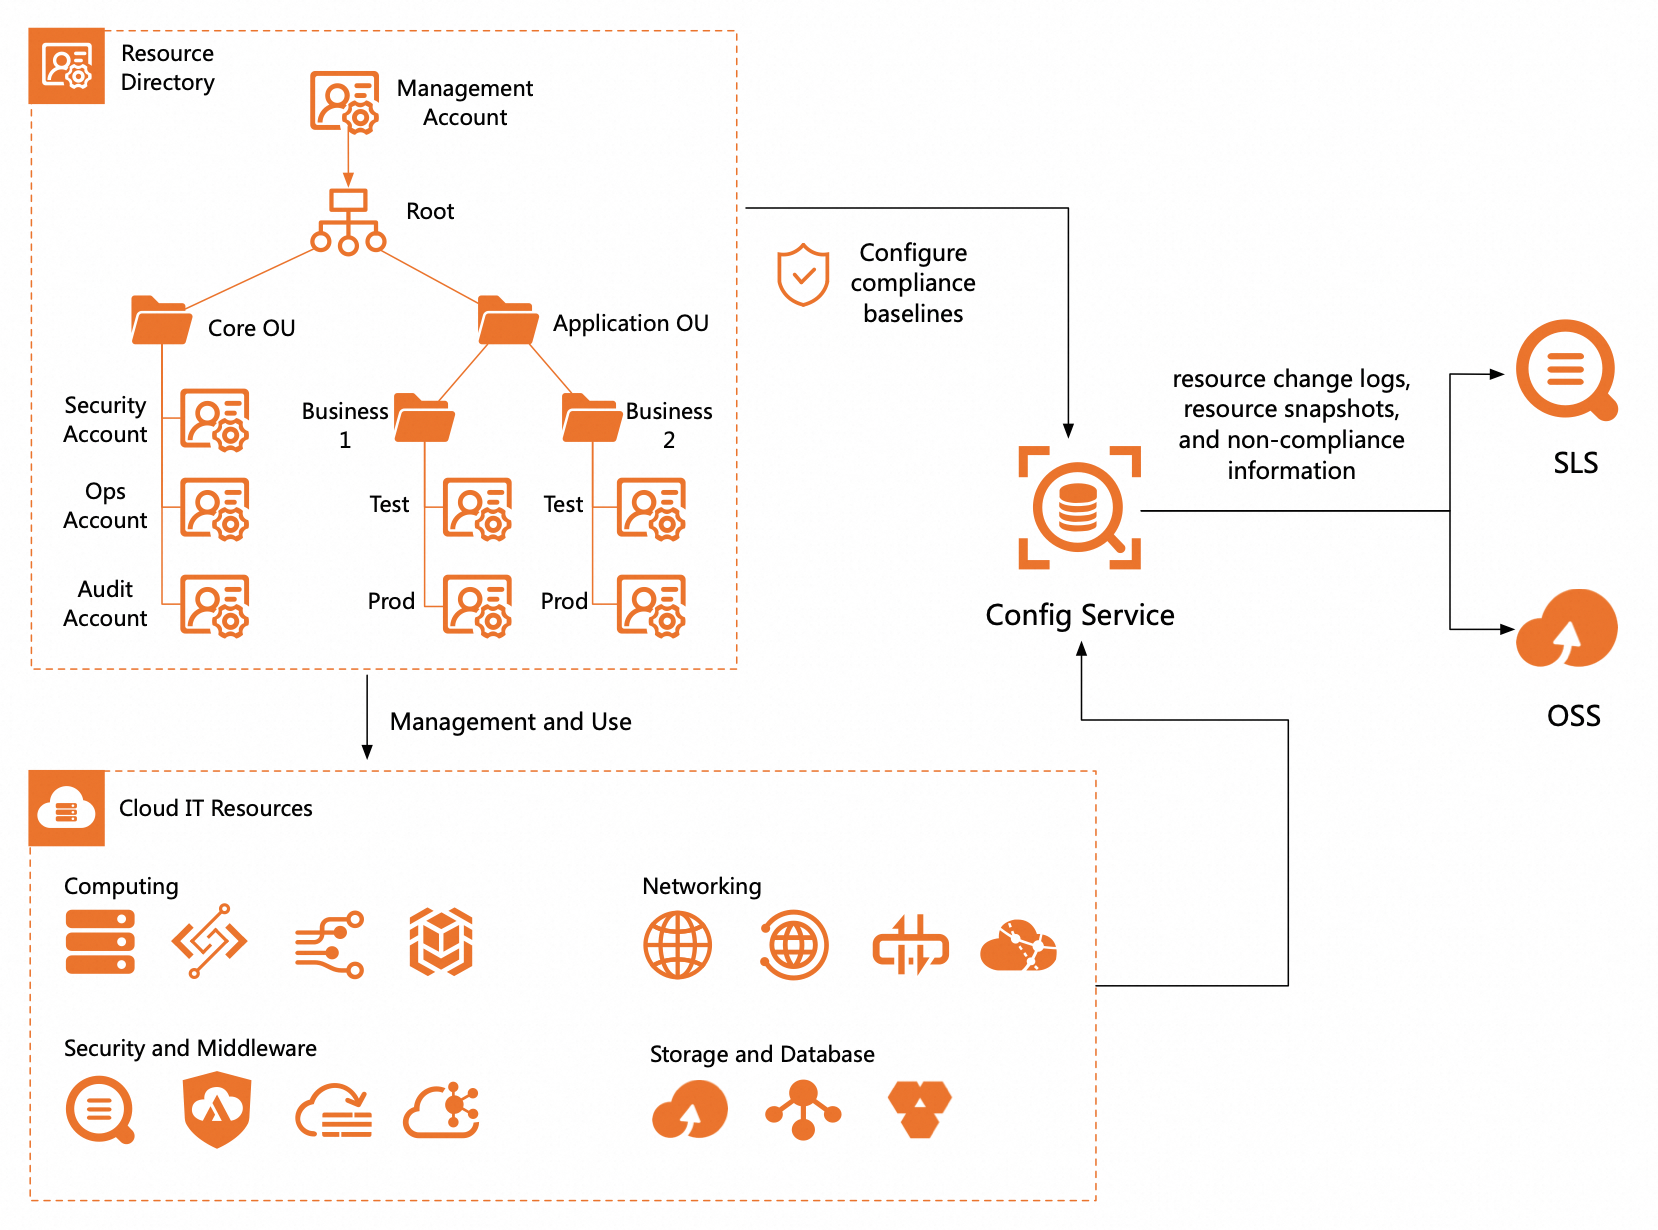 Resource
Directory
Management
Account
Root
Core OU
Application OU
Security
Account
Ops
Account
Audit
Account
Business
1
Test
Prod
Business
2
Test
Prod
Configure
compliance
baselines
Config Service
resource change logs,
resource snapshots,
and non-compliance
information
SLS
OSS
Management and Use
Cloud IT Resources
Computing
Networking
Security and Middleware
Storage and Database